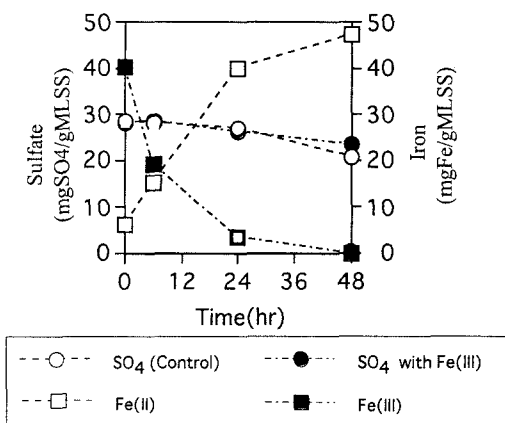 50 50
40 40
30 30
20 20
10 10
0 0
Sulfate
(mgSO4/gMLSS)
Iron
(mgFe/gMLSS)
0 12 24 36 48
Time(hr)
SO4 (Control) SO4 with Fe(III)
Fe(II) Fe(III)